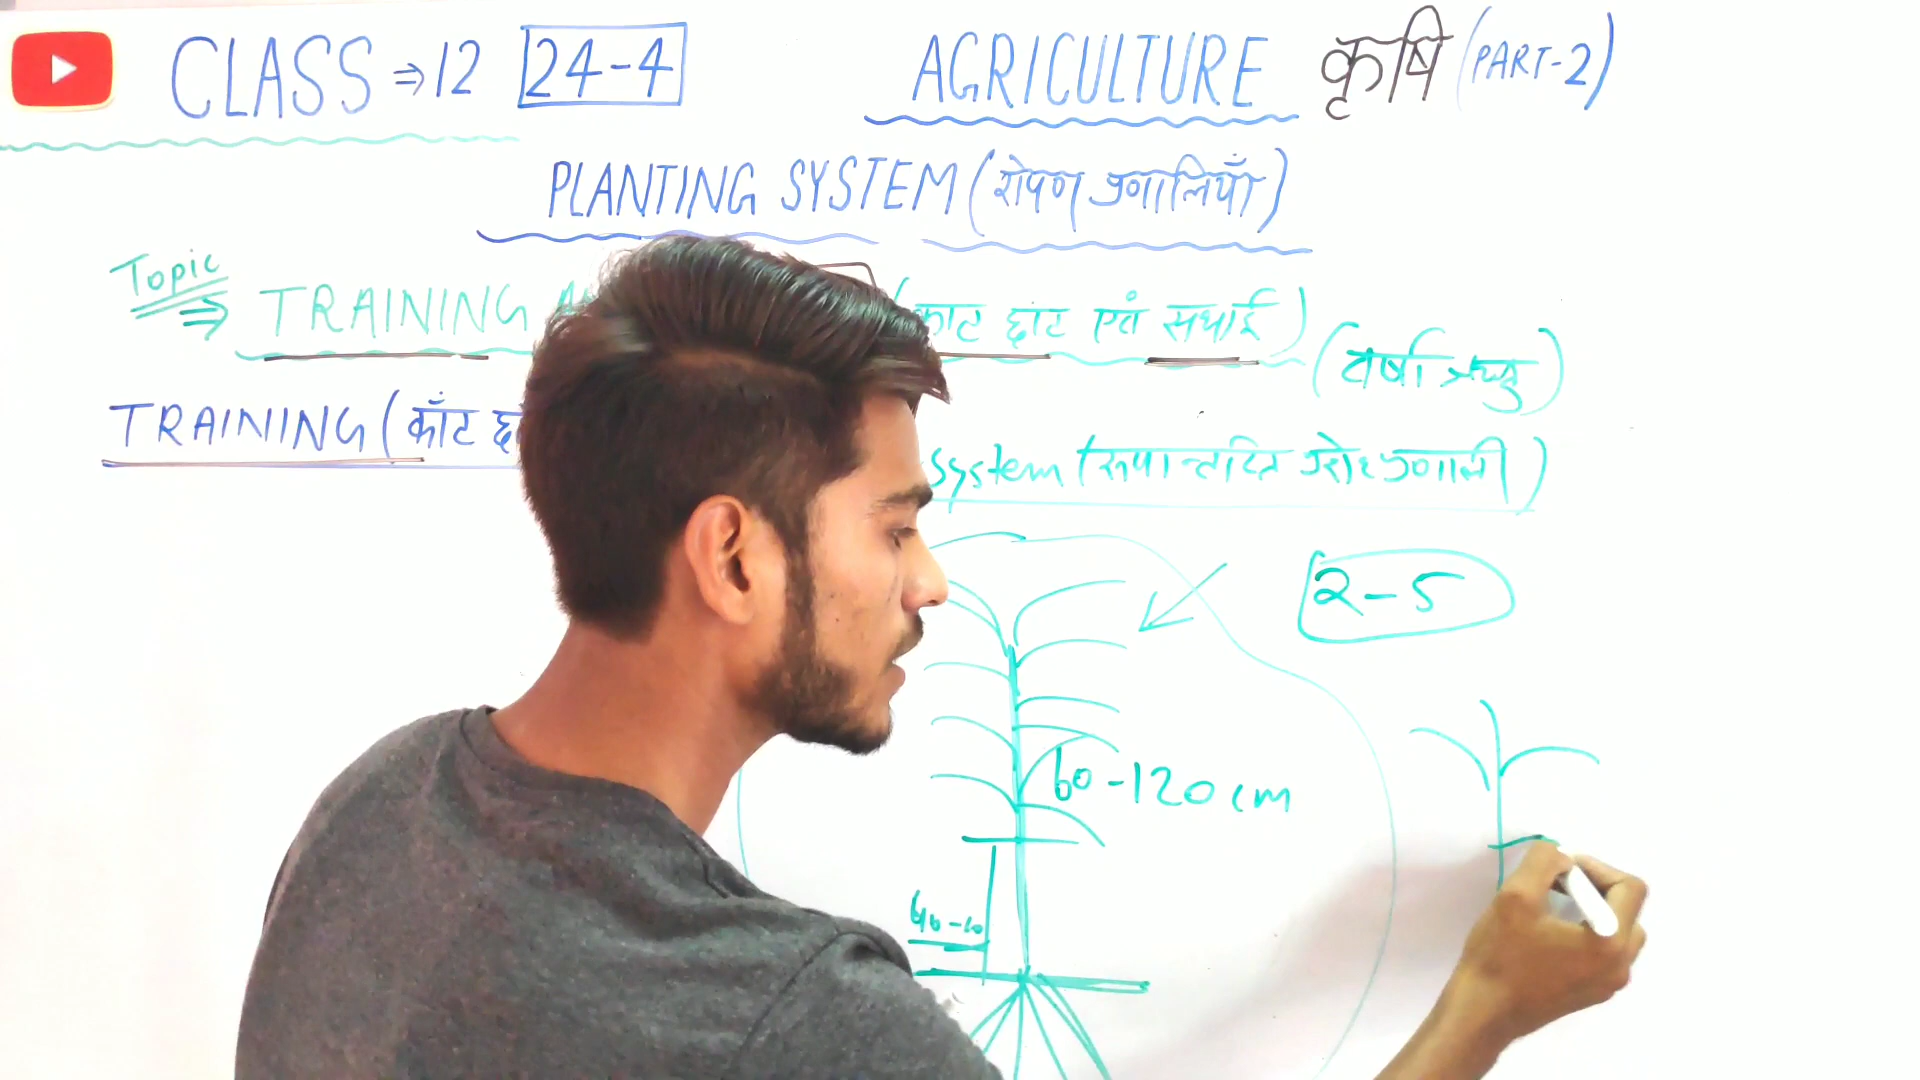 CLASS ⇒ 12 24-4
AGRICULTURE कृषि (PART-2)
PLANTING SYSTEM (रोपण प्रणालियाँ)
Topic
⇒ TRAINING (काट छाट एवं सधाई)
(वर्षा ऋतु)
TRAINING (काँट
System (रूपान्तरित प्ररोह प्रणाली)
2-5
60-120 cm